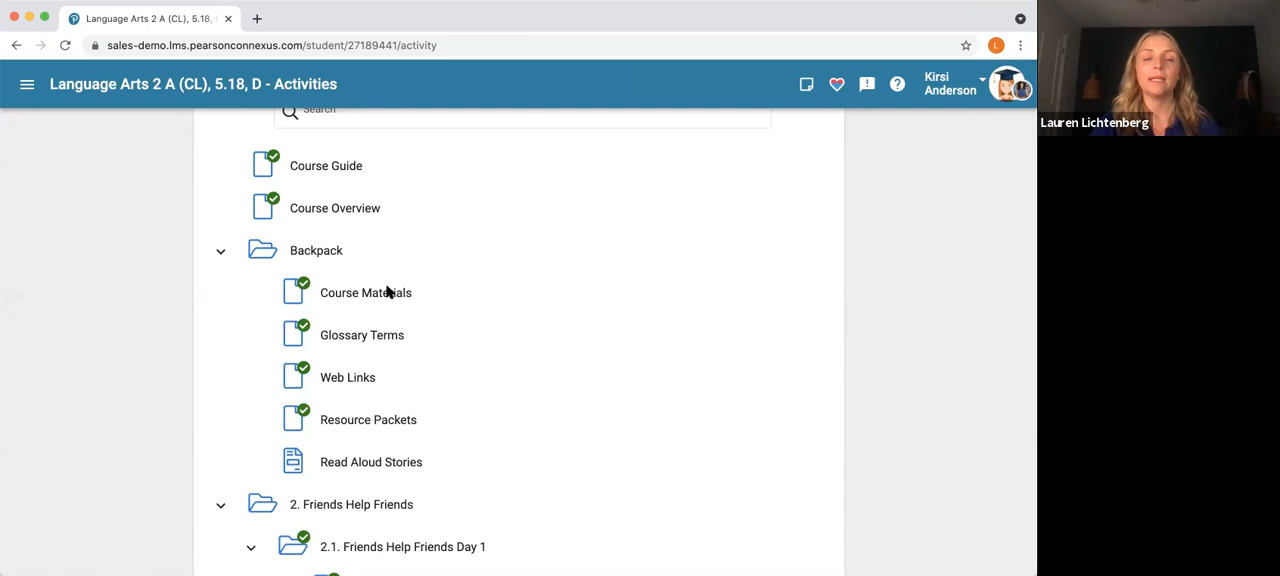 Language Arts 2 A (CL), 5.18,
sales-demo.lms.pearsonconnexus.com/student/27189441/activity
L
Language Arts 2 A (CL), 5.18, D - Activities
Kirsi
Anderson
Lauren Lichtenberg
Search
Course Guide
Course Overview
Backpack
Course Materials
Glossary Terms
Web Links
Resource Packets
Read Aloud Stories
2. Friends Help Friends
2.1. Friends Help Friends Day 1